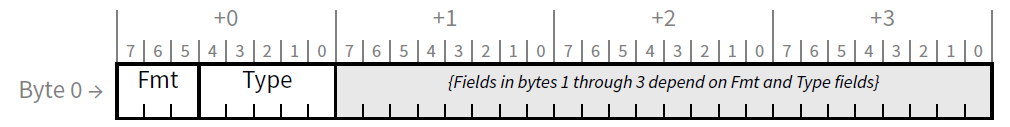 +0 +1 +2 +3
7 6 5 4 3 2 1 0 7 6 5 4 3 2 1 0 7 6 5 4 3 2 1 0 7 6 5 4 3 2 1 0
Byte 0 → Fmt Type {Fields in bytes 1 through 3 depend on Fmt and Type fields}